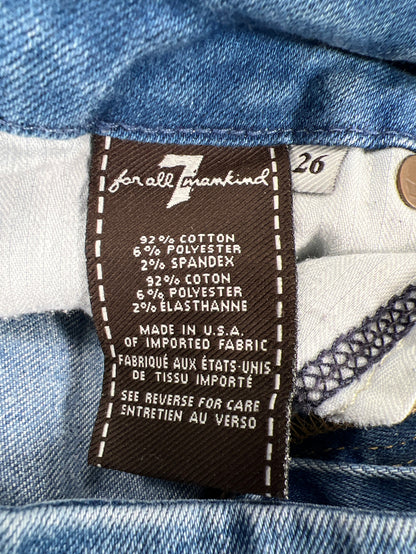 7
for all mankind
26
92% COTTON
6% POLYESTER
2% SPANDEX
92% COTON
6% POLYESTER
2% ELASTHANNE
MADE IN U.S.A.
OF IMPORTED FABRIC
FABRIQUÉ AUX ÉTATS-UNIS
DE TISSU IMPORTÉ
SEE REVERSE FOR CARE
ENTRETIEN AU VERSO